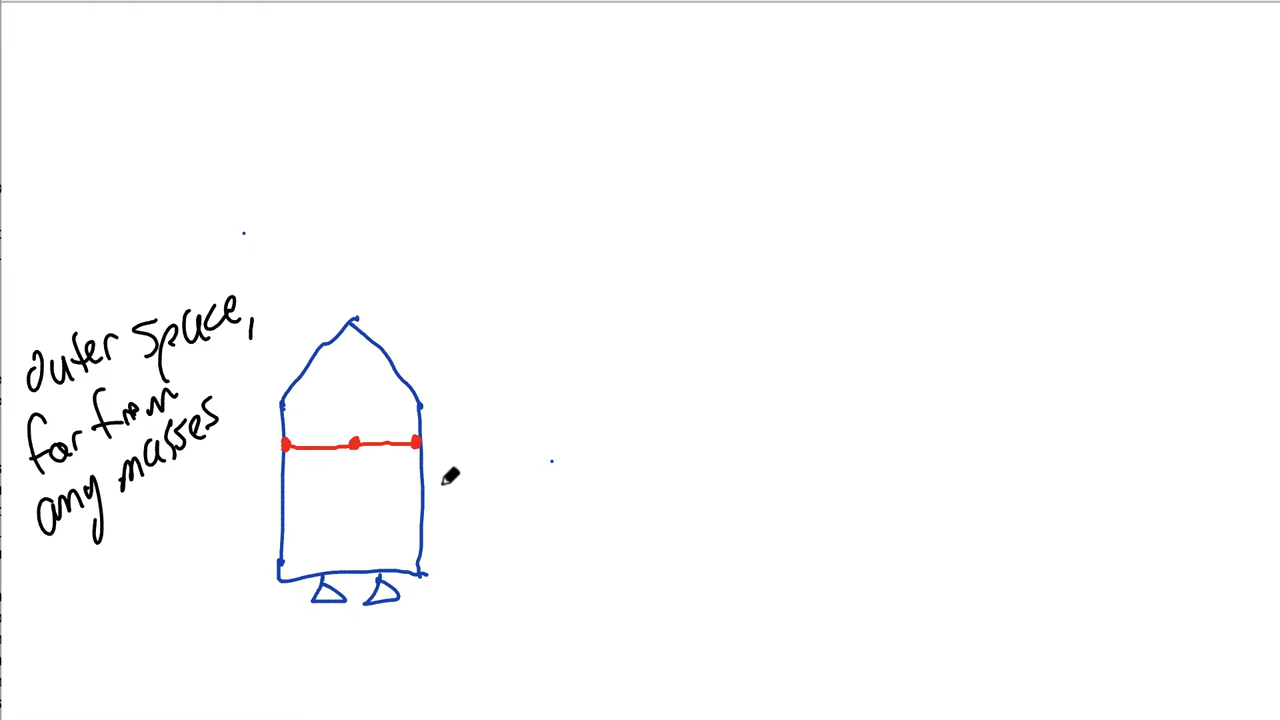 outer space,
far from
any masses